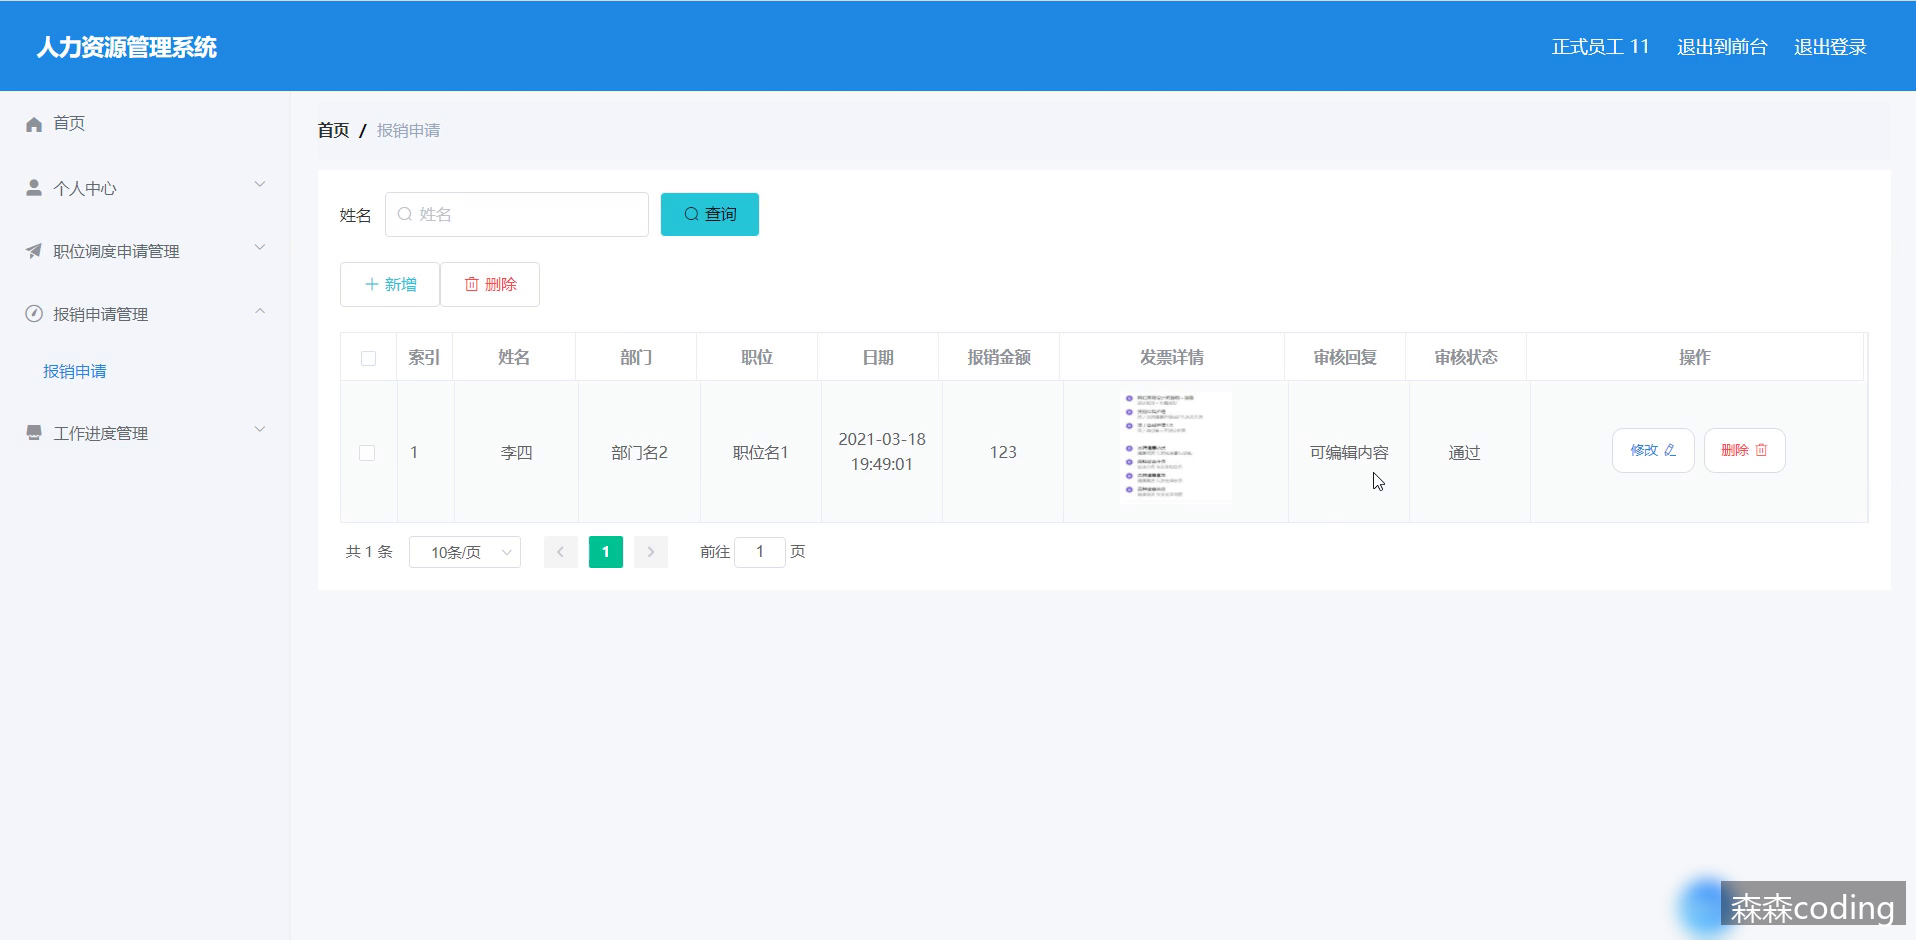 人力资源管理系统
正式员工 11 退出到前台 退出登录
首页
个人中心
职位调度申请管理
报销申请管理
报销申请
工作进度管理
首页 / 报销申请
姓名 姓名 查询
新增 删除
索引 姓名 部门 职位 日期 报销金额 发票详情 审核回复 审核状态 操作
1 李四 部门名2 职位名1 2021-03-18 19:49:01 123 可编辑内容 通过 修改 删除
共 1 条 10条/页 1 前往 1 页
森森coding